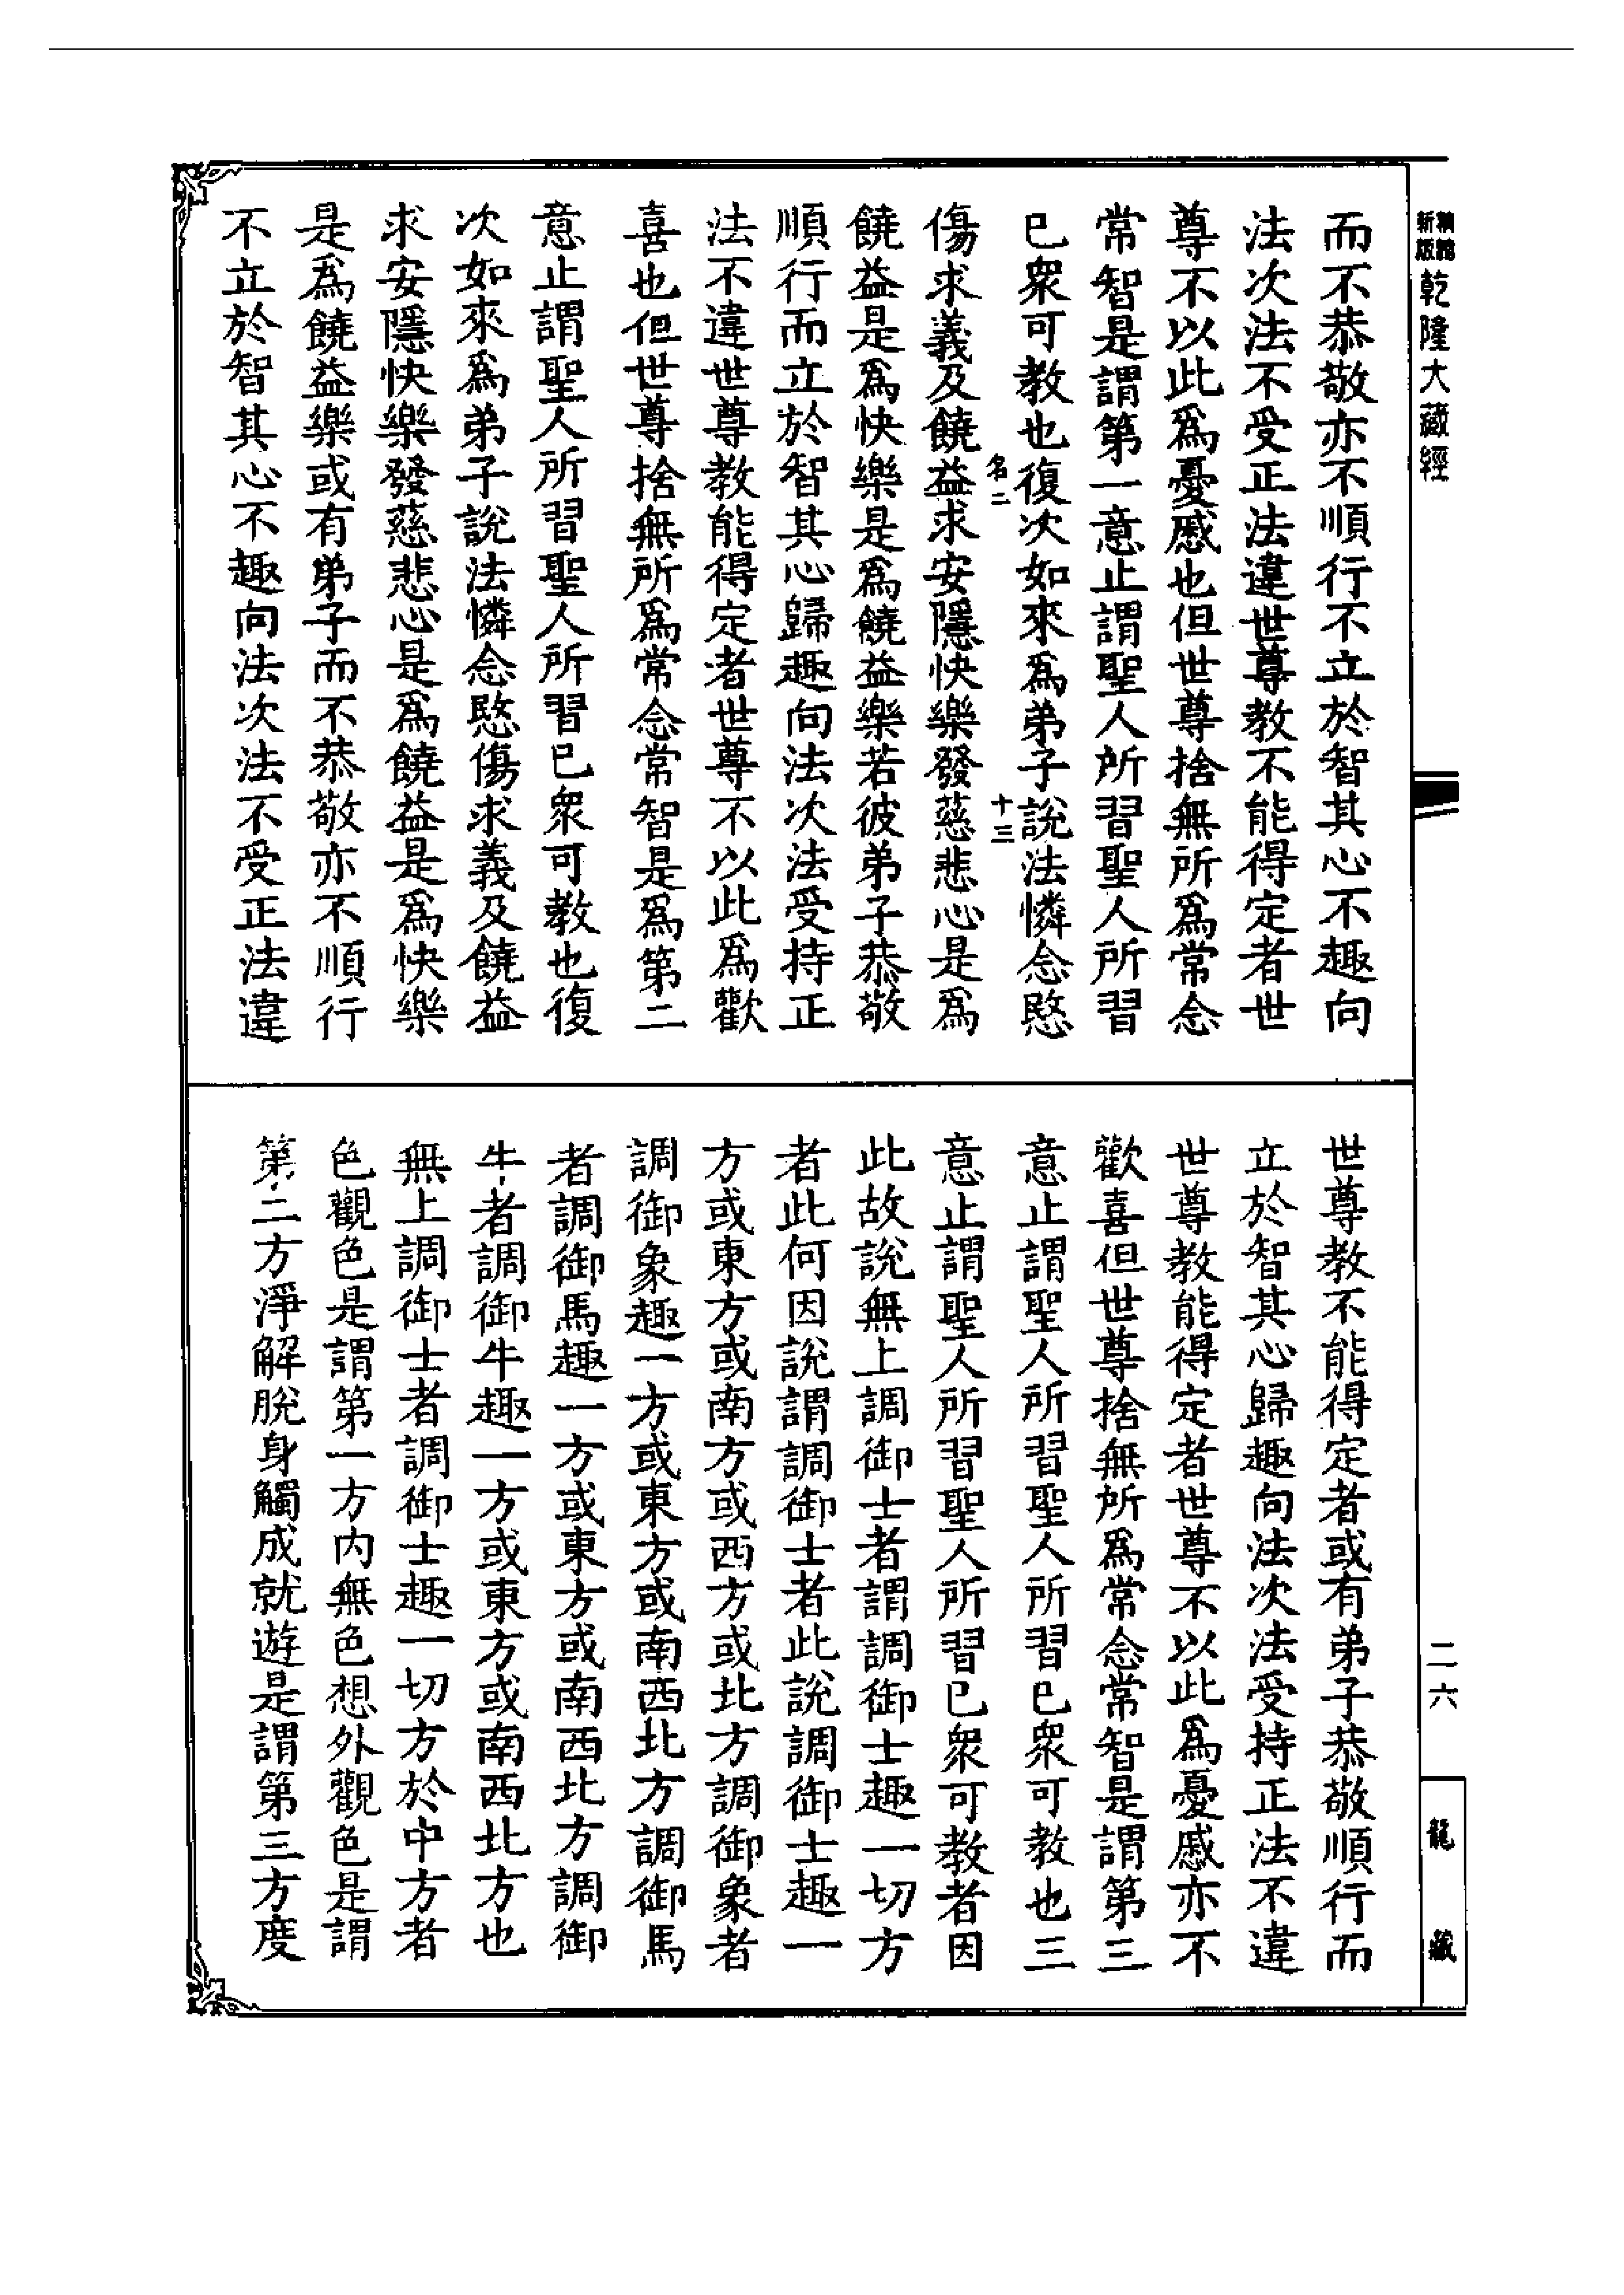 新版精縮乾隆大藏經
而不恭敬亦不順行不立於智其心不趣向
法次法不受正法違世尊教不能得定者世
尊不以此爲憂慼也但世尊捨無所爲常念
常智是謂第一意止謂聖人所習聖人所習
已衆可教也復次如來爲弟子說法憐念愍
名二
十三
傷求義及饒益求安隱快樂發慈悲心是爲
饒益是爲快樂是爲饒益樂若彼弟子恭敬
順行而立於智其心歸趣向法次法受持正
法不違世尊教能得定者世尊不以此爲歡
喜也但世尊捨無所爲常念常智是爲第二
意止謂聖人所習聖人所習已衆可教也復
次如來爲弟子說法憐念愍傷求義及饒益
求安隱快樂發慈悲心是爲饒益是爲快樂
是爲饒益樂或有弟子而不恭敬亦不順行
不立於智其心不趣向法次法不受正法違
世尊教不能得定者或有弟子恭敬順行而
立於智其心歸趣向法次法受持正法不違
世尊教能得定者世尊不以此爲憂慼亦不
歡喜但世尊捨無所爲常念常智是謂第三
意止謂聖人所習聖人所習已衆可教也三
意止謂聖人所習聖人所習已衆可教者因
此故說無上調御士者謂調御士趣一切方
者此何因說謂調御士者此說調御士趣一
方或東方或南方或西方或北方調御象者
調御象趣一方或東方或南西北方調御馬
者調御馬趣一方或東方或南西北方調御
牛者調御牛趣一方或東方或南西北方也
無上調御士者調御士趣一切方於中方者
色觀色是謂第一方內無色想外觀色是謂
第二方淨解脫身觸成就遊是謂第三方度
二六
龍藏